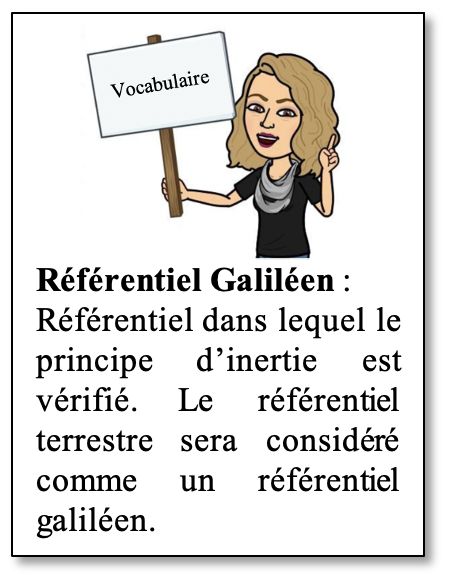 Vocabulaire
Référentiel Galiléen :
Référentiel dans lequel le
principe d’inertie est
vérifié. Le référentiel
terrestre sera considéré
comme un référentiel
galiléen.